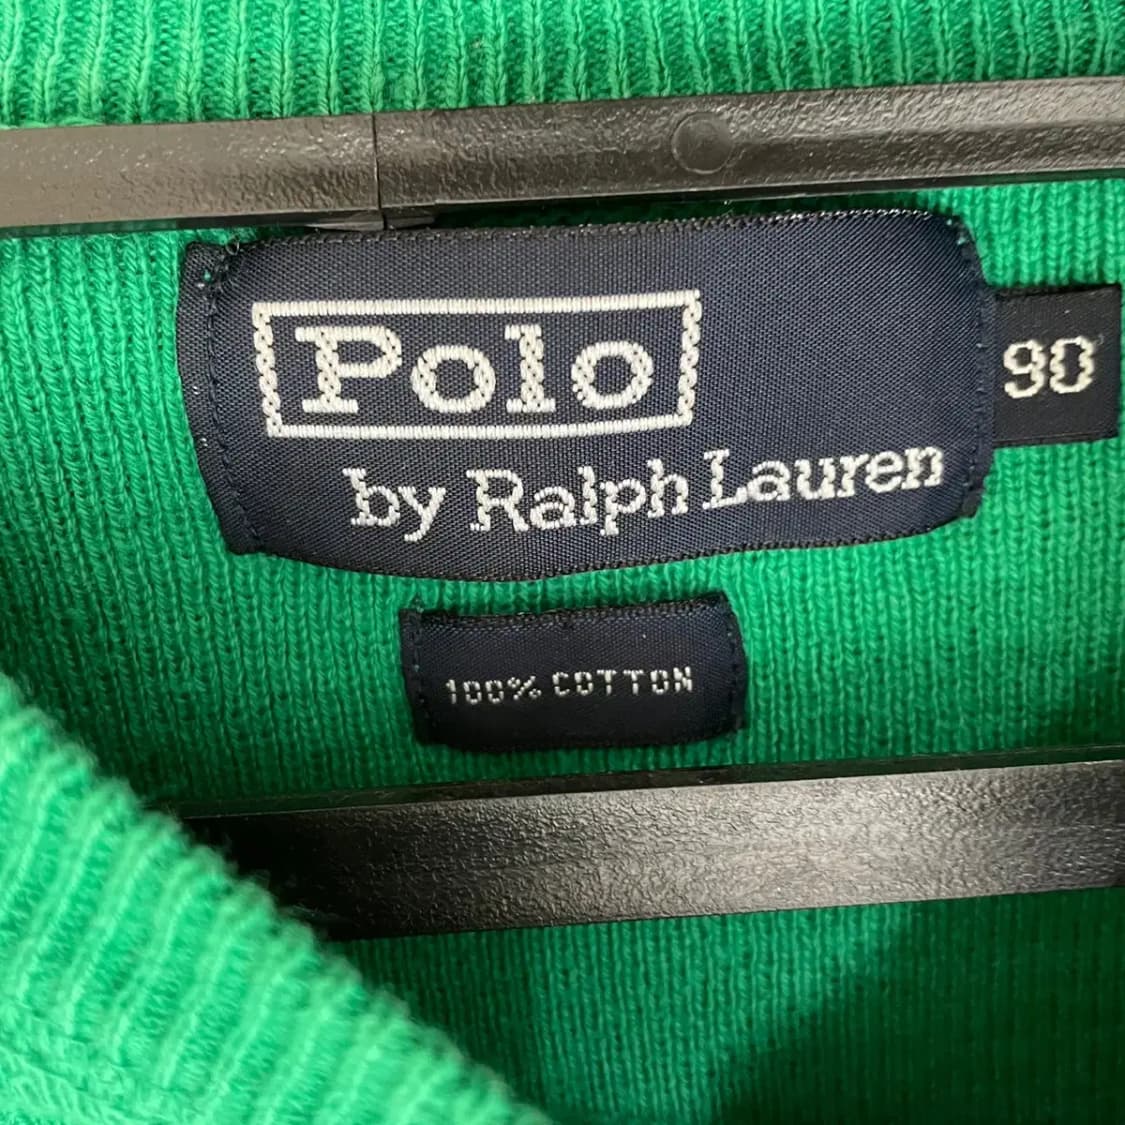 Polo
by Ralph Lauren
90
100% COTTON